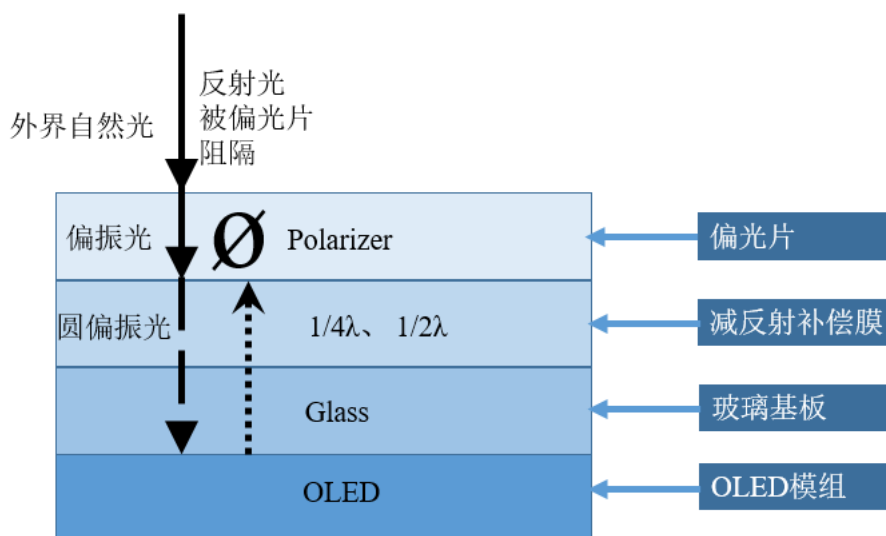 外界自然光
反射光
被偏光片
阻隔
偏振光
Ø Polarizer
偏光片
圆偏振光
1/4λ、 1/2λ
减反射补偿膜
Glass
玻璃基板
OLED
OLED模组